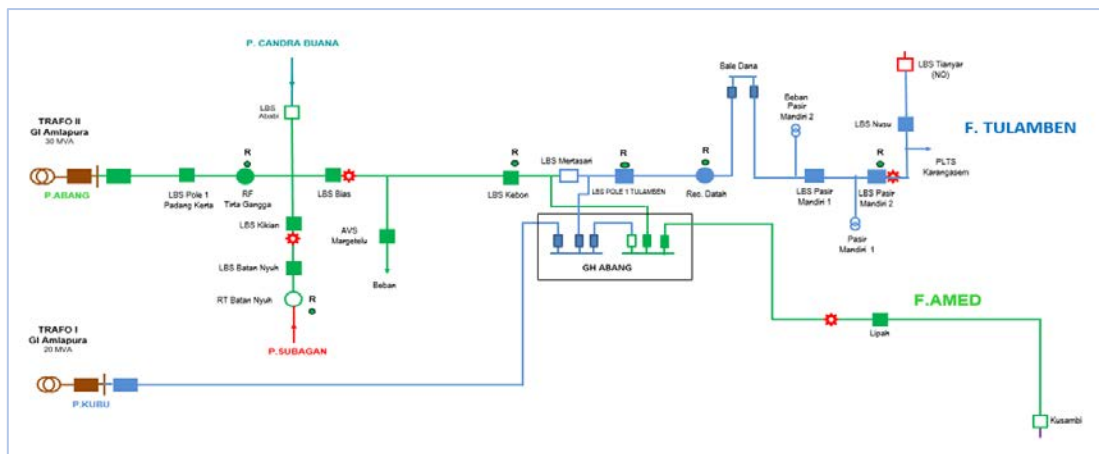 P. CANDRA BUANA
TRAFO II
GI Amlapura
30 MVA
P.ABANG
LBS Pole 1
Padang Kerta
R
RF
Tirta Gangga
LBS
Ababi
LBS Bias
LBS Kikian
LBS Batan Nyuh
RT Batan Nyuh
R
P.SUBAGAN
AVS
Margetelu
Beban
R
LBS Kebon
LBS Mertasari
R
LBS POLE 1 TULAMBEN
R
Rec. Datah
Bale Dana
Beban
Pasir
Mandiri 2
LBS Pasir
Mandiri 1
Pasir
Mandiri 1
R
LBS Pasir
Mandiri 2
LBS Nusu
LBS Tianyar
(NO)
F. TULAMBEN
PLTS
Karangasem
GH ABANG
F.AMED
Lipah
Kusambi
TRAFO I
GI Amlapura
20 MVA
P.KUBU